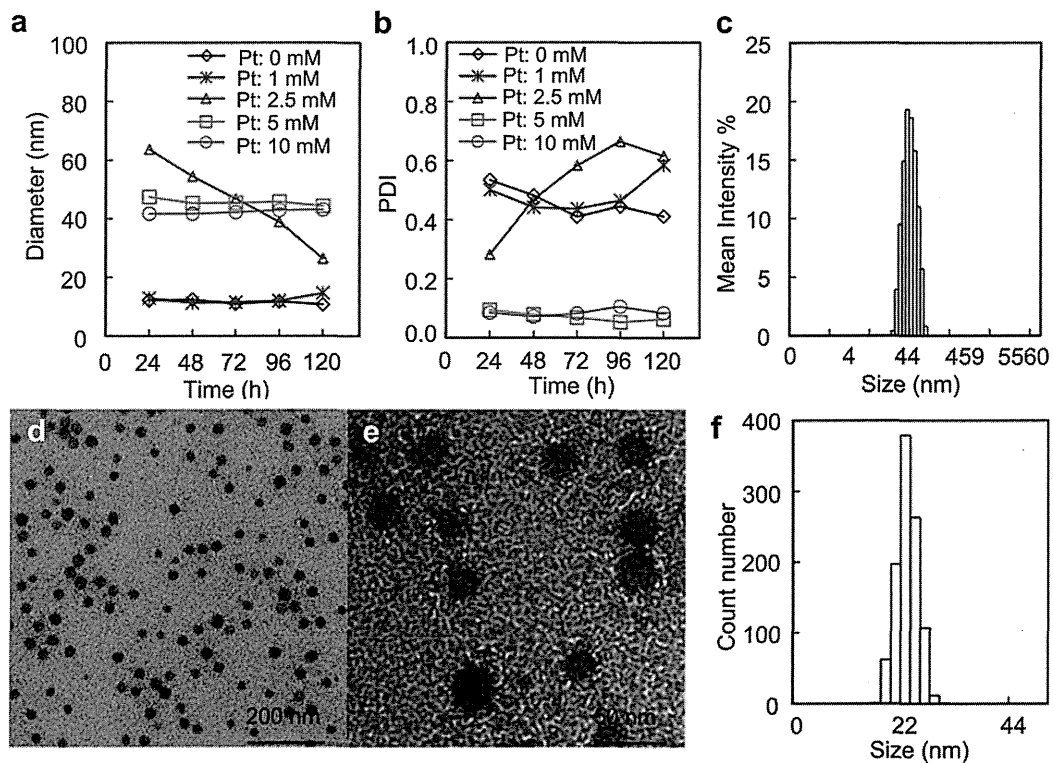 a
100
80
60
40
20
0
Diameter (nm)
Pt: 0 mM
Pt: 1 mM
Pt: 2.5 mM
Pt: 5 mM
Pt: 10 mM
0 24 48 72 96 120
Time (h)
b
1.0
0.8
0.6
0.4
0.2
0.0
PDI
Pt: 0 mM
Pt: 1 mM
Pt: 2.5 mM
Pt: 5 mM
Pt: 10 mM
0 24 48 72 96 120
Time (h)
c
25
20
15
10
5
0
Mean Intensity %
0 4 44 459 5560
Size (nm)
d
200 nm
e
50 nm
f
400
300
200
100
0
Count number
0 22 44
Size (nm)